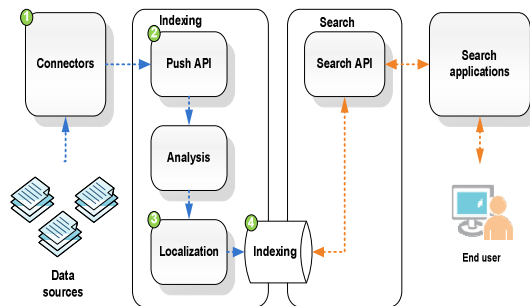 Indexing
Search
1
Connectors
2
Push API
Search API
Search
applications
Analysis
3
Localization
4
Indexing
Data
sources
End user